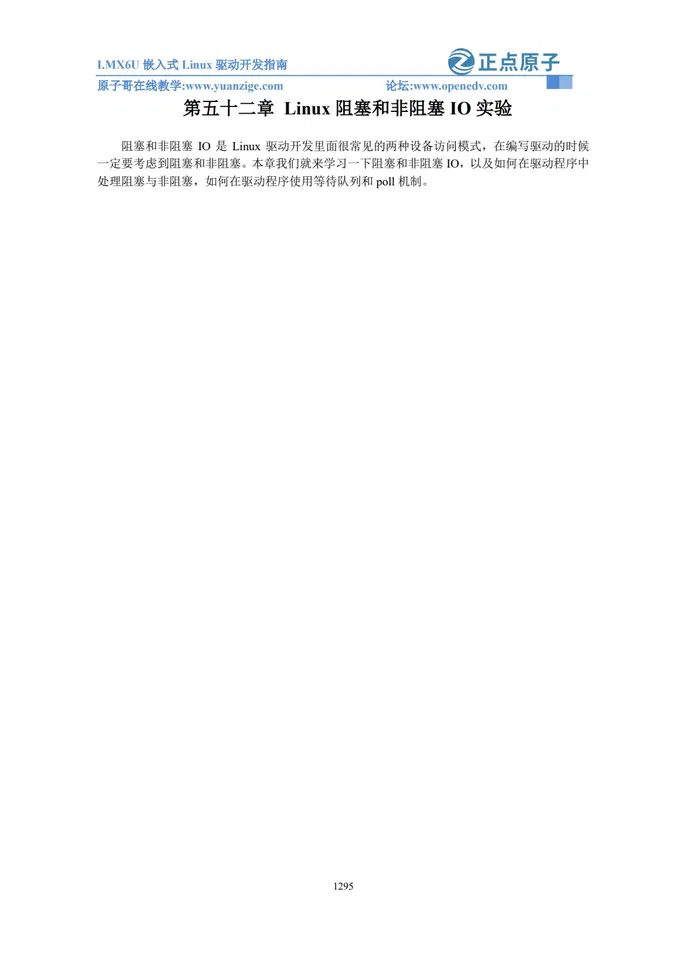 I.MX6U 嵌入式 Linux 驱动开发指南
正点原子
原子哥在线教学:www.yuanzige.com 论坛:www.openedv.com
第五十二章 Linux 阻塞和非阻塞 IO 实验
阻塞和非阻塞 IO 是 Linux 驱动开发里面很常见的两种设备访问模式，在编写驱动的时候
一定要考虑到阻塞和非阻塞。本章我们就来学习一下阻塞和非阻塞 IO，以及如何在驱动程序中
处理阻塞与非阻塞，如何在驱动程序使用等待队列和 poll 机制。
1295